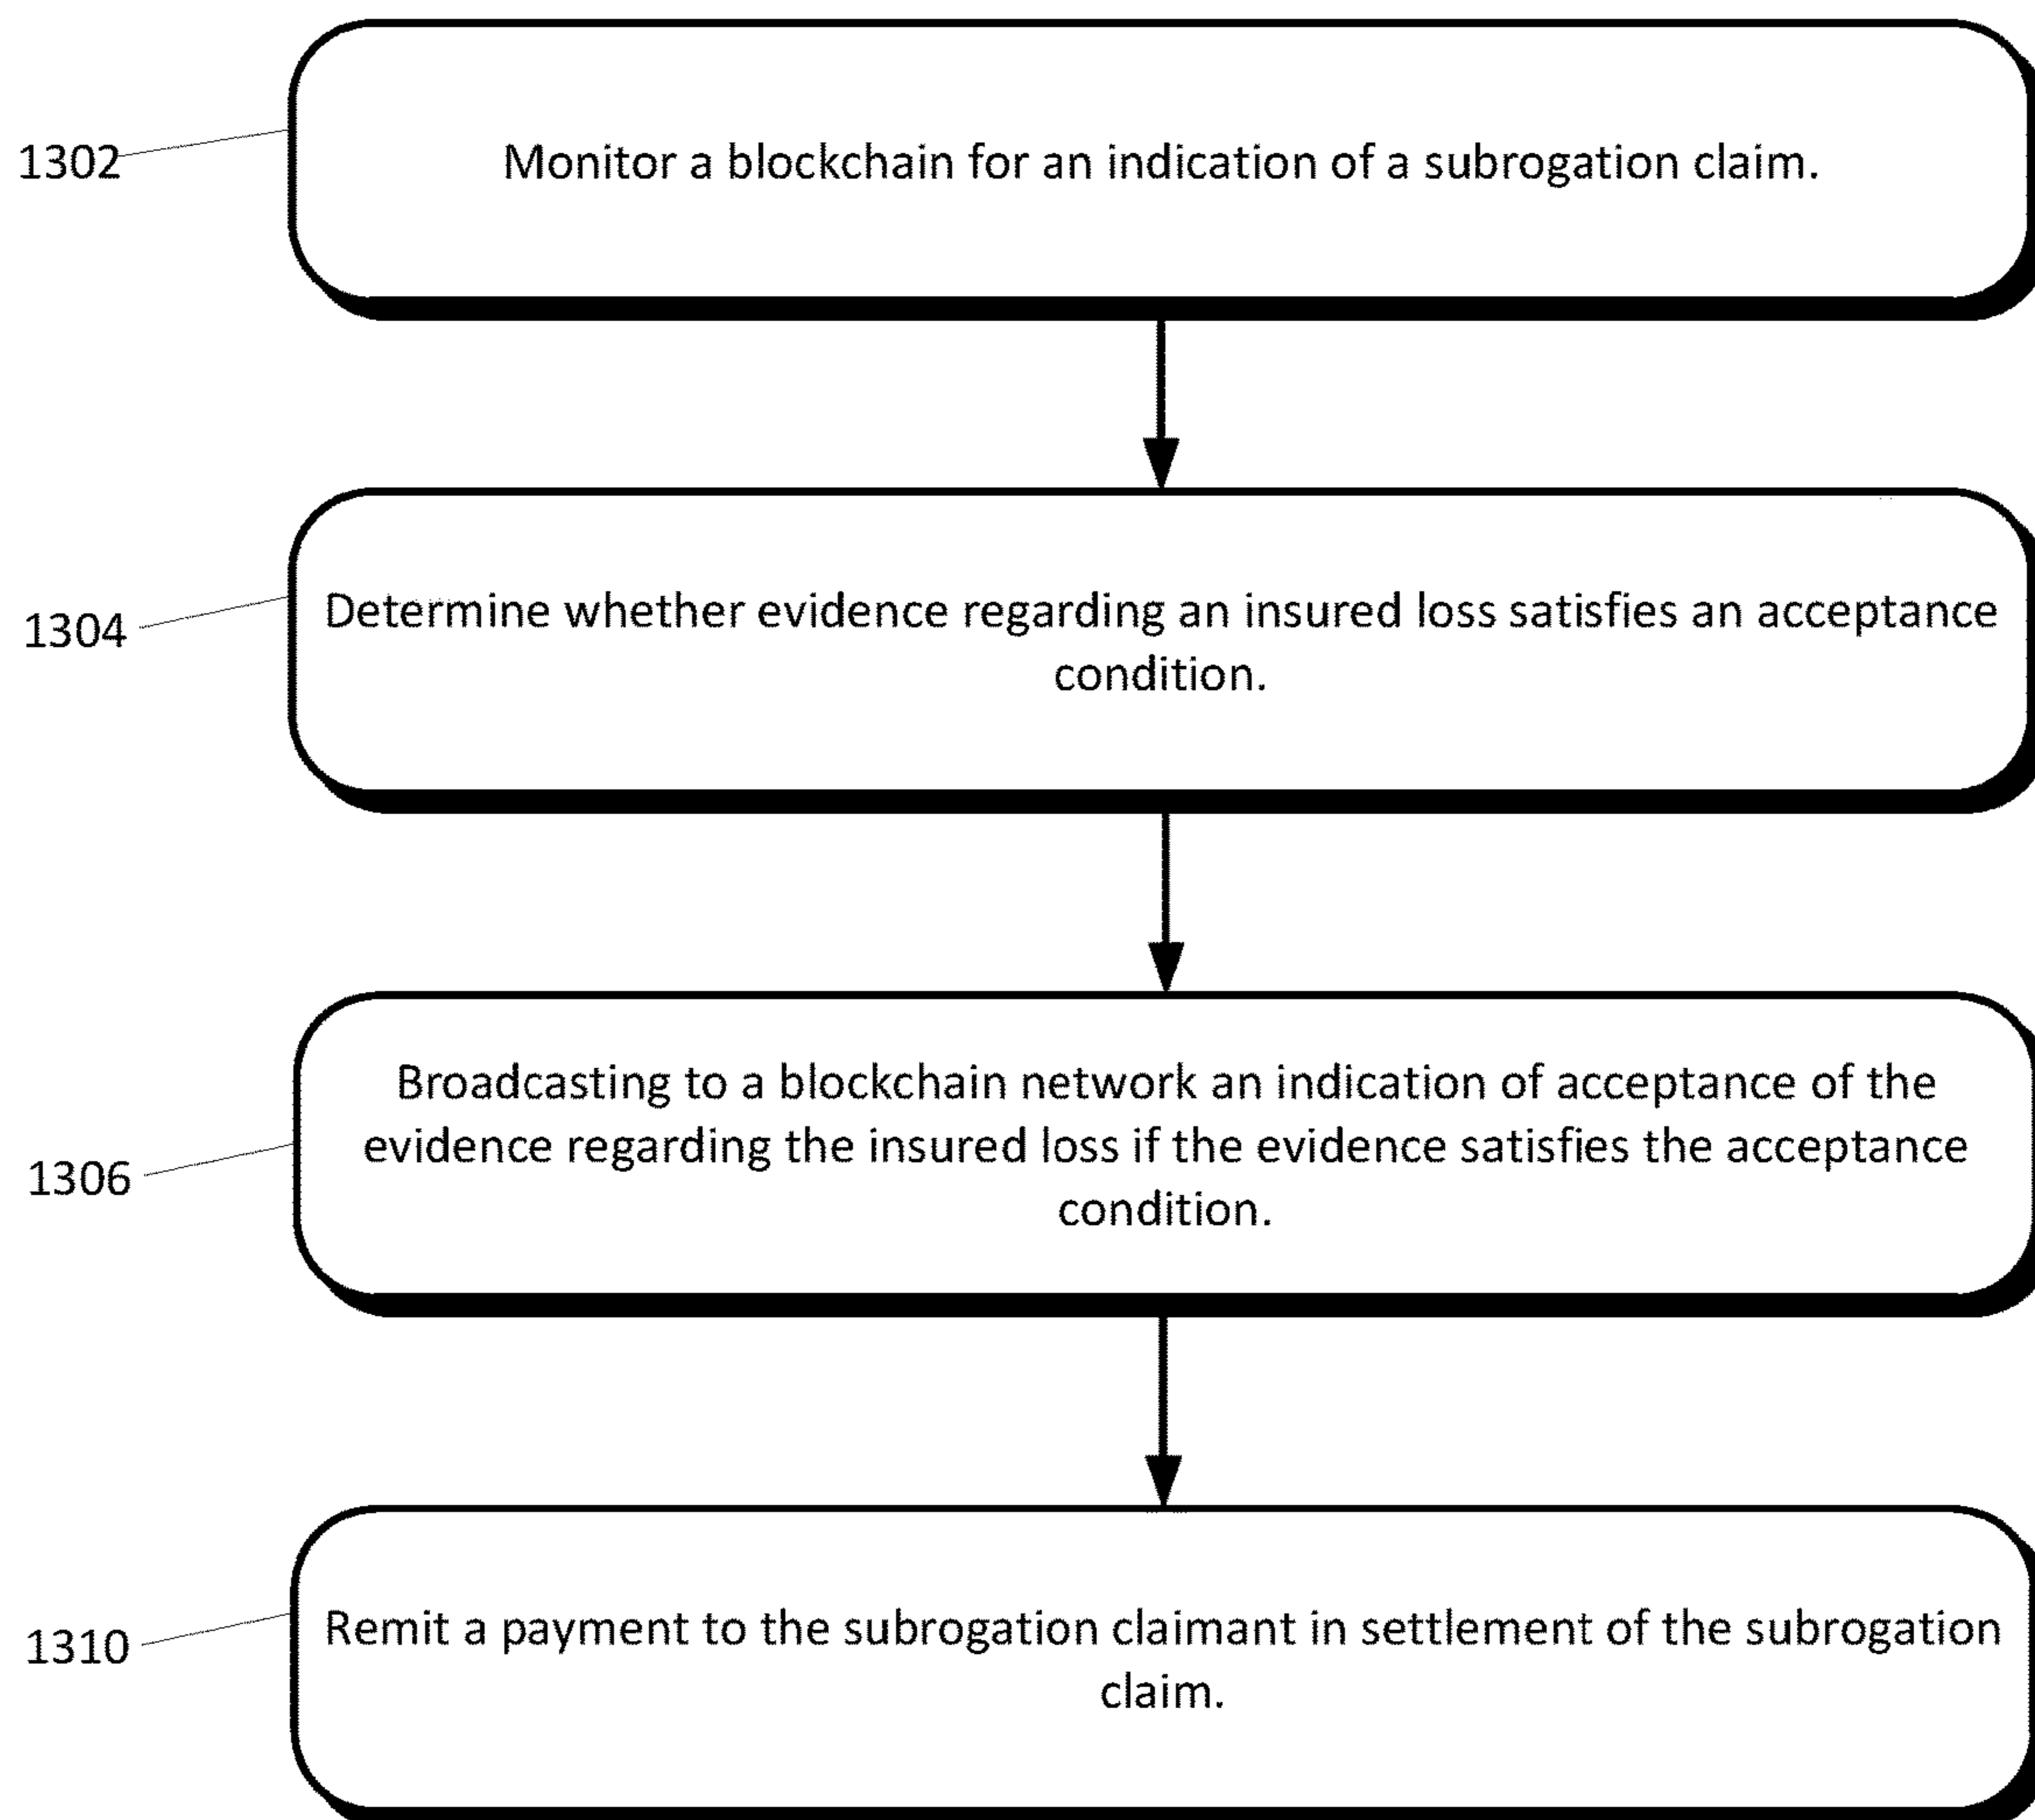 1302
Monitor a blockchain for an indication of a subrogation claim.
1304
Determine whether evidence regarding an insured loss satisfies an acceptance
condition.
1306
Broadcasting to a blockchain network an indication of acceptance of the
evidence regarding the insured loss if the evidence satisfies the acceptance
condition.
1310
Remit a payment to the subrogation claimant in settlement of the subrogation
claim.